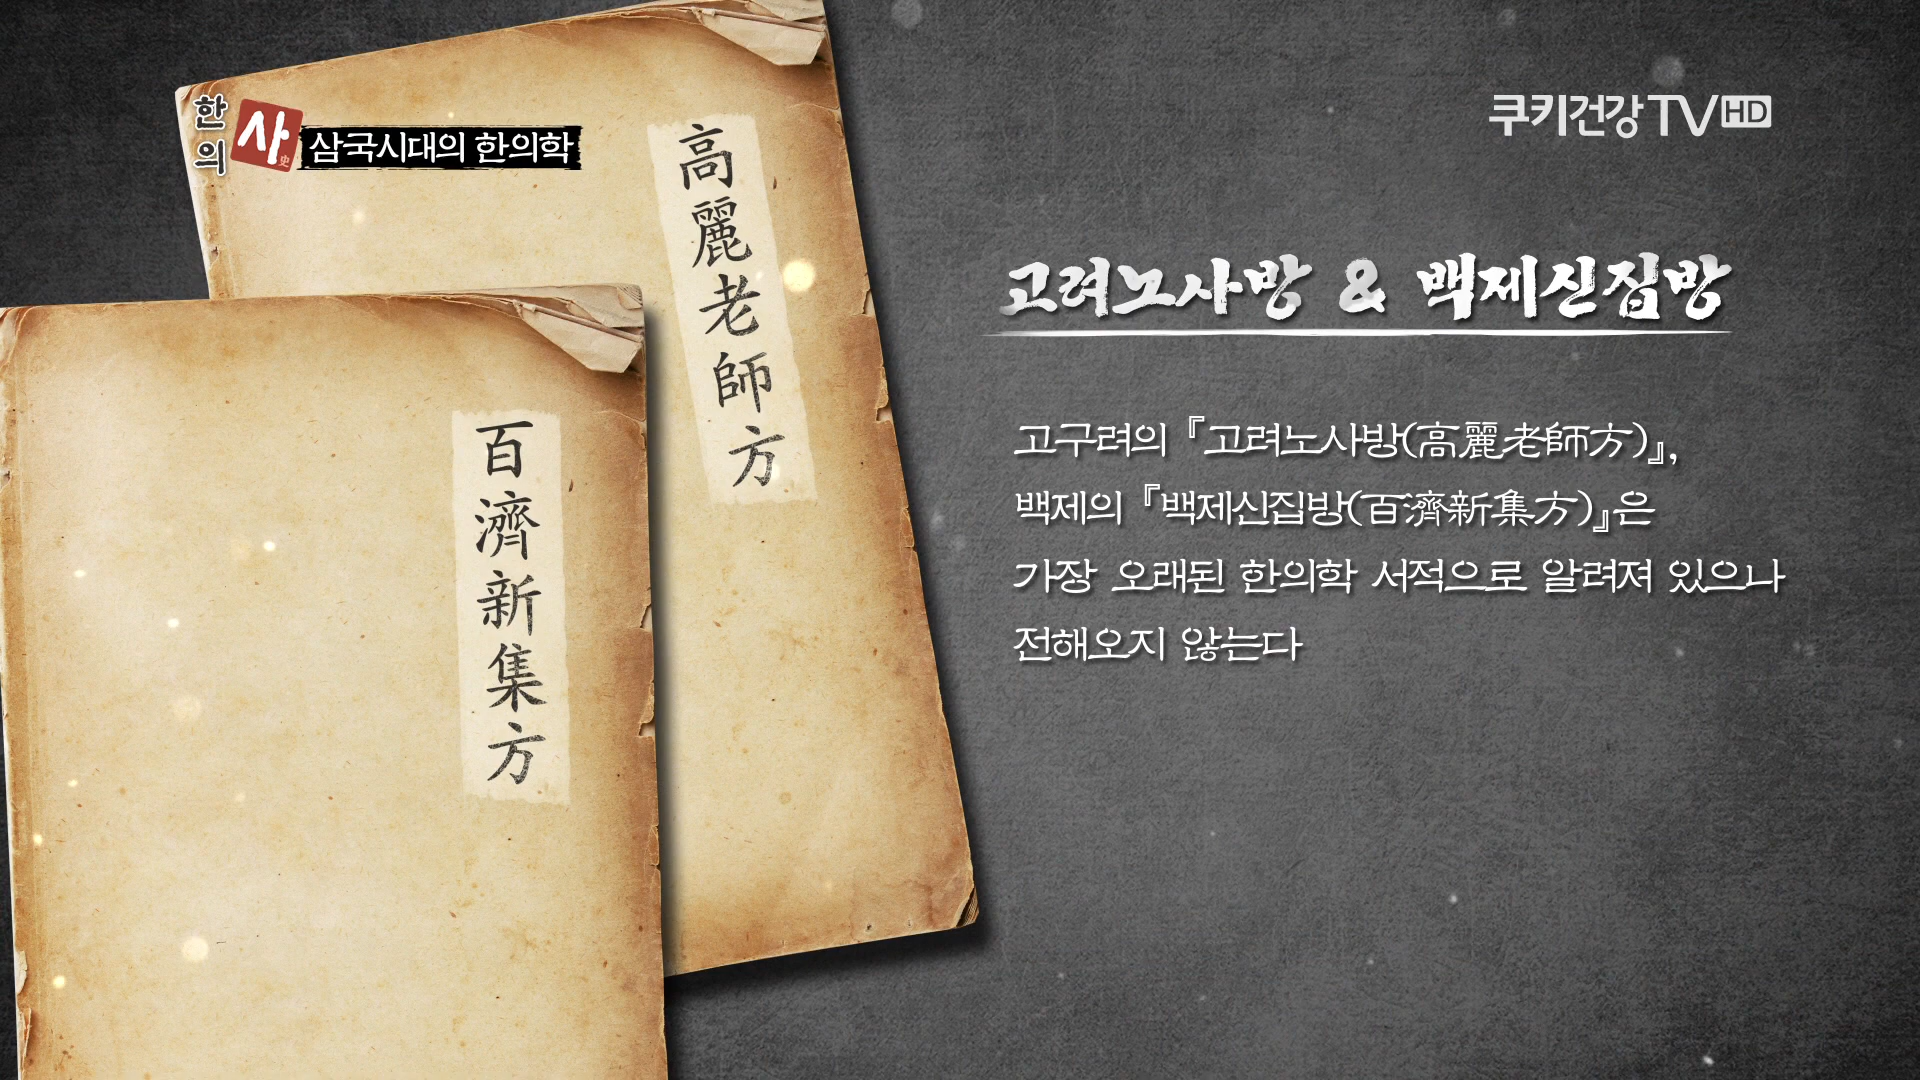 한의
사
史
삼국시대의 한의학
쿠키건강TV HD
高麗老師方
百濟新集方
고려노사방 & 백제신집방
고구려의 『고려노사방(高麗老師方)』,
백제의 『백제신집방(百濟新集方)』은
가장 오래된 한의학 서적으로 알려져 있으나
전해오지 않는다